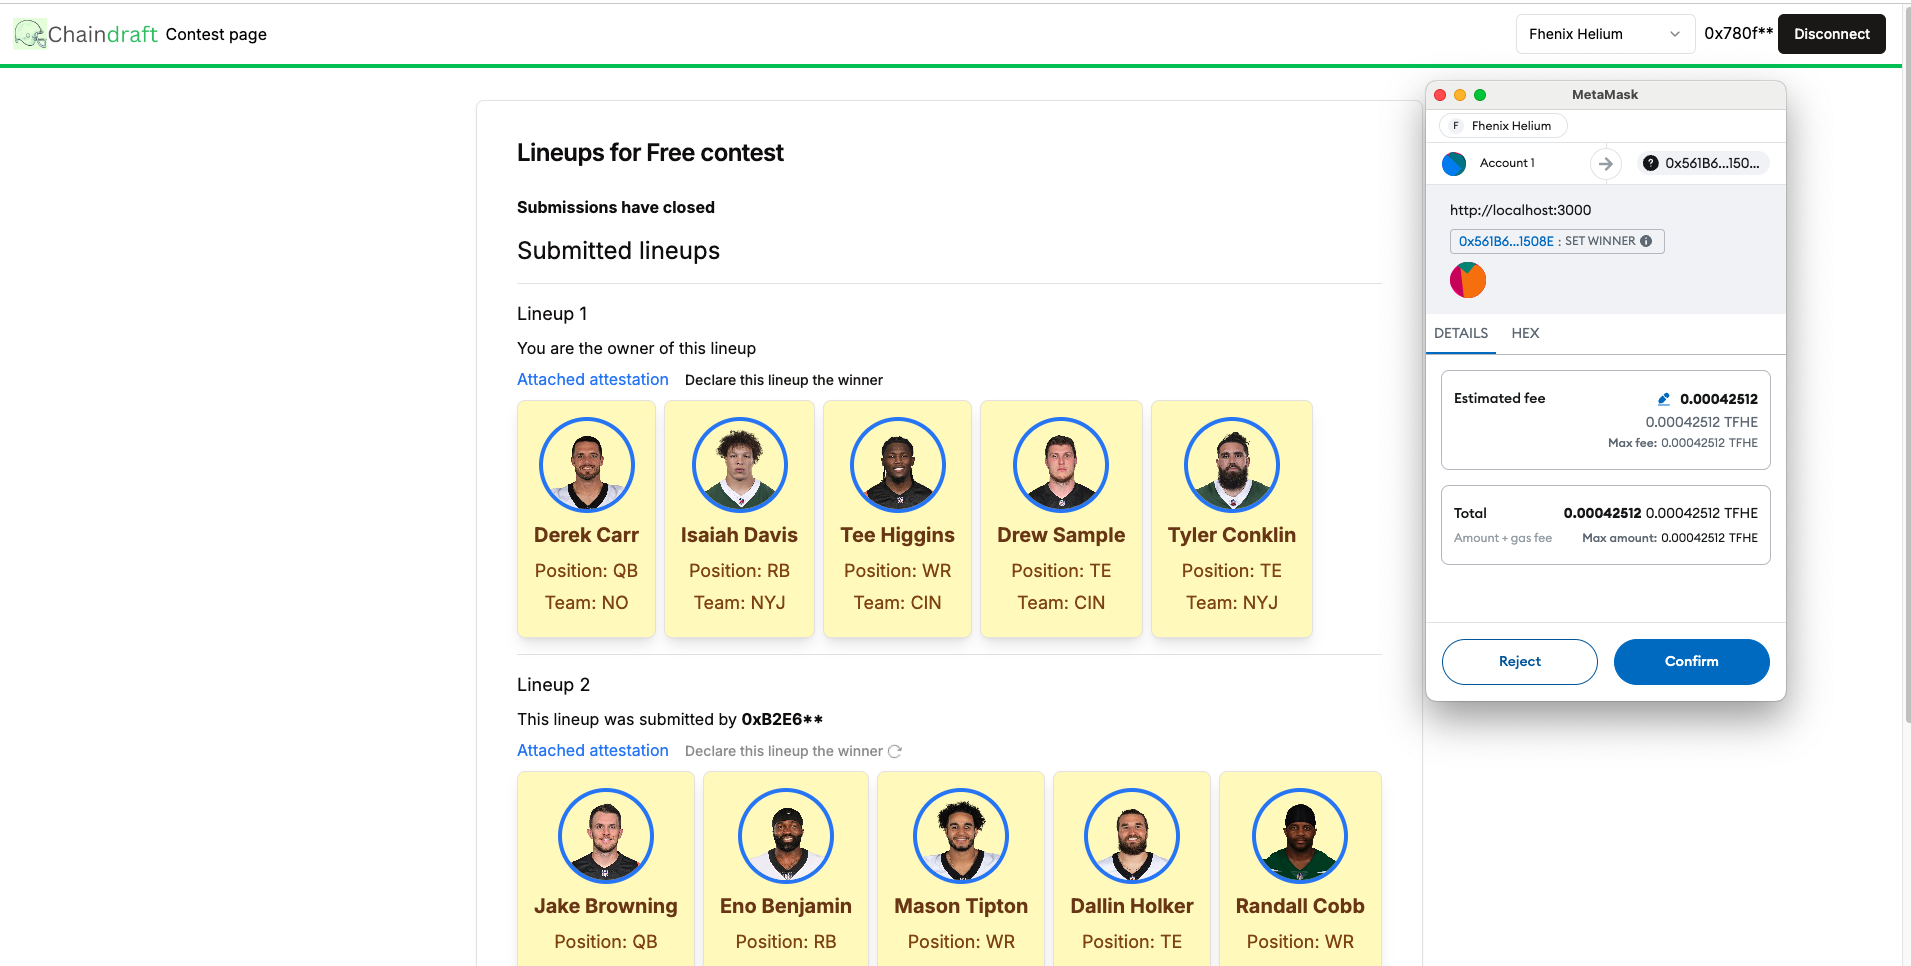 Chaindraft Contest page
Fhenix Helium
0x780f**
Disconnect
Lineups for Free contest
Submissions have closed
Submitted lineups
Lineup 1
You are the owner of this lineup
Attached attestation Declare this lineup the winner
Derek Carr
Position: QB
Team: NO
Isaiah Davis
Position: RB
Team: NYJ
Tee Higgins
Position: WR
Team: CIN
Drew Sample
Position: TE
Team: CIN
Tyler Conklin
Position: TE
Team: NYJ
Lineup 2
This lineup was submitted by 0xB2E6**
Attached attestation Declare this lineup the winner
Jake Browning
Position: QB
Eno Benjamin
Position: RB
Mason Tipton
Position: WR
Dallin Holker
Position: TE
Randall Cobb
Position: WR
MetaMask
F Fhenix Helium
Account 1
? 0x561B6...150...
http://localhost:3000
0x561B6...1508E : SET WINNER
DETAILS HEX
Estimated fee 0.00042512
0.00042512 TFHE
Max fee: 0.00042512 TFHE
Total 0.00042512 0.00042512 TFHE
Amount + gas fee Max amount: 0.00042512 TFHE
Reject Confirm